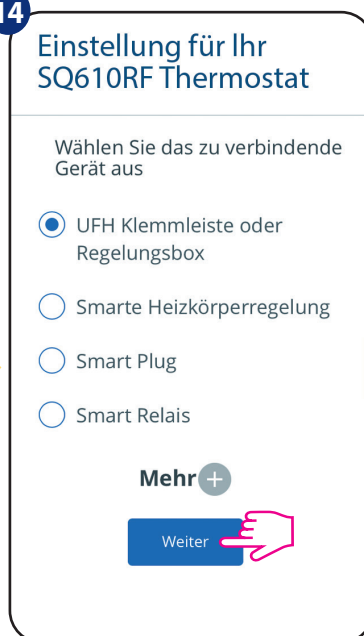 14
Einstellung für Ihr
SQ610RF Thermostat
Wählen Sie das zu verbindende
Gerät aus
UFH Klemmleiste oder
Regelungsbox
Smarte Heizkörperregelung
Smart Plug
Smart Relais
Mehr +
Weiter